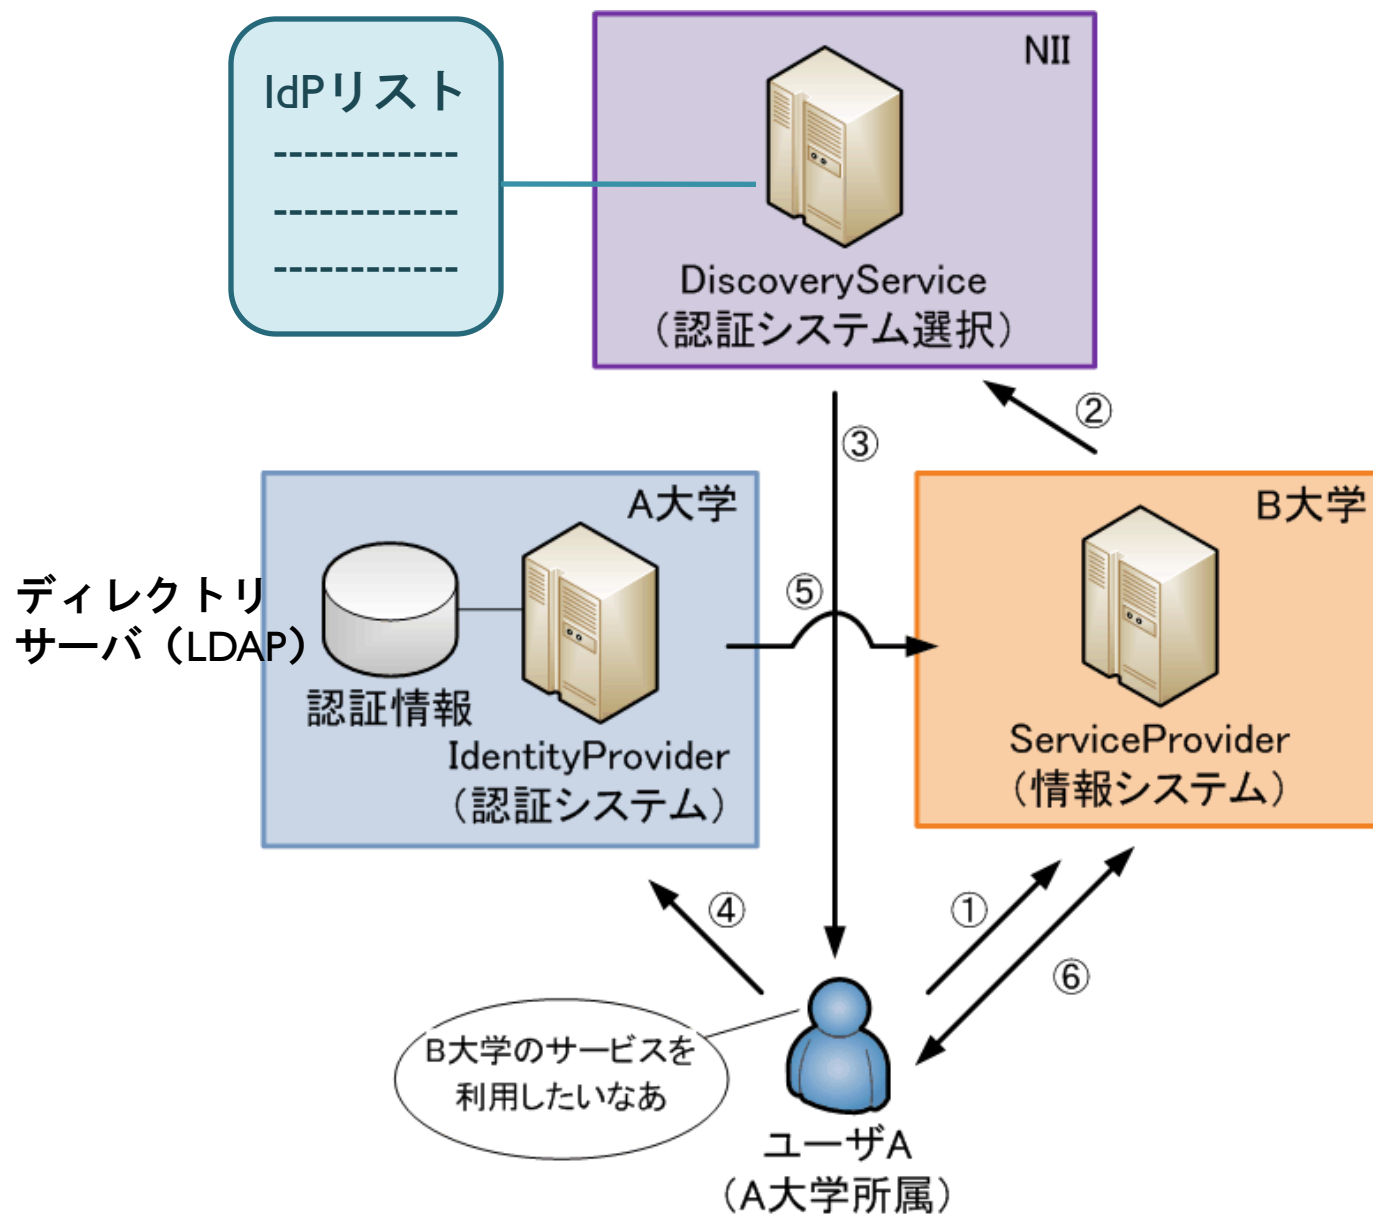 IdPリスト
------------
------------
------------
NII
DiscoveryService
（認証システム選択）
②
③
A大学
B大学
ディレクトリ
サーバ（LDAP）
⑤
認証情報
IdentityProvider
（認証システム）
ServiceProvider
（情報システム）
④
①
⑥
B大学のサービスを
利用したいなあ
ユーザA
（A大学所属）